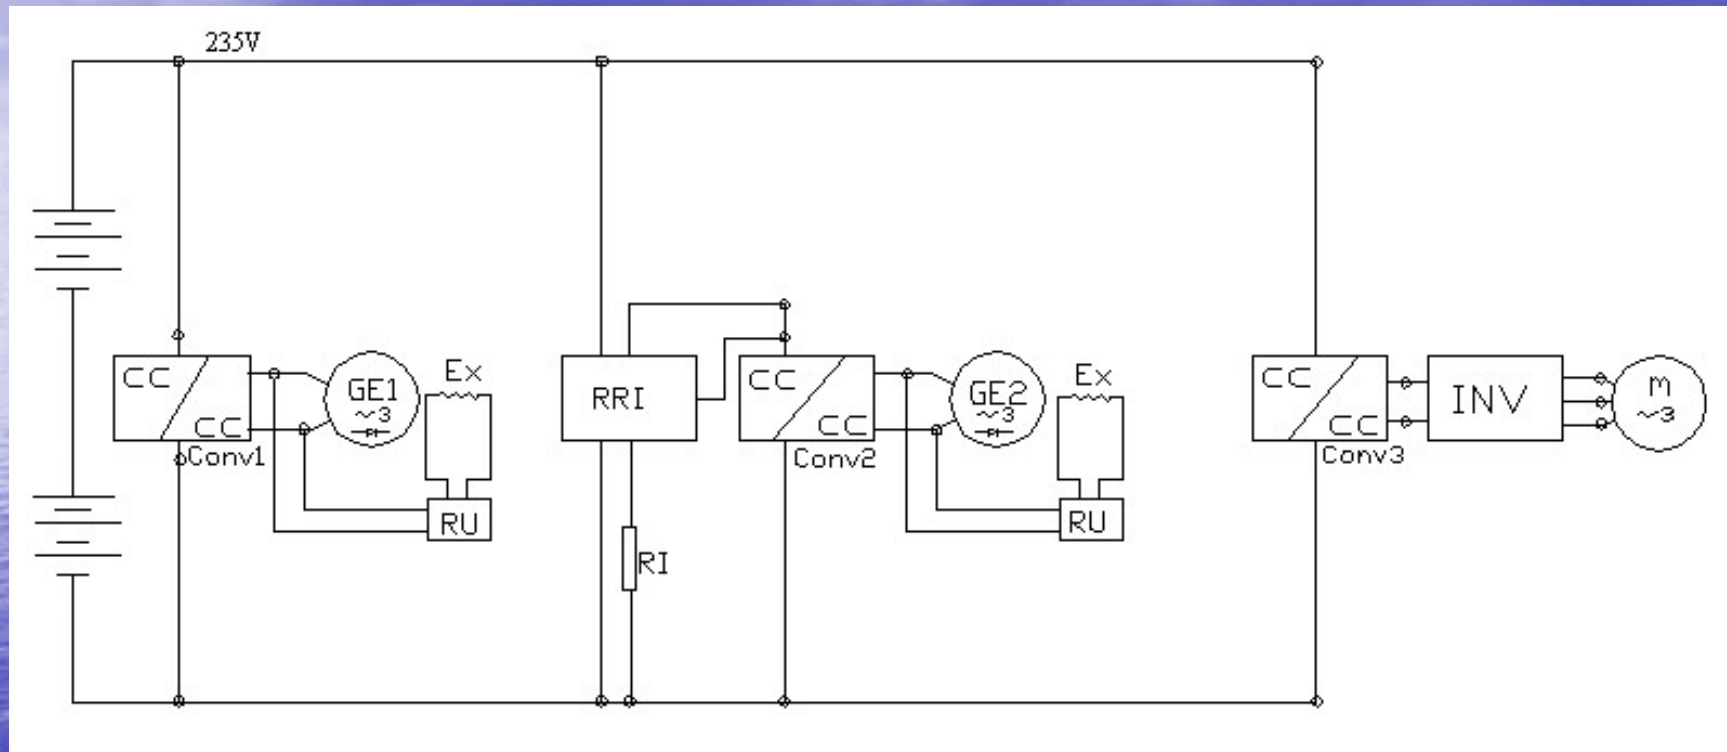 235V
CC
CC
Conv1
GE1
~3
Ex
RU
RRI
RI
CC
CC
Conv2
GE2
~3
Ex
RU
CC
CC
Conv3
INV
m
~3